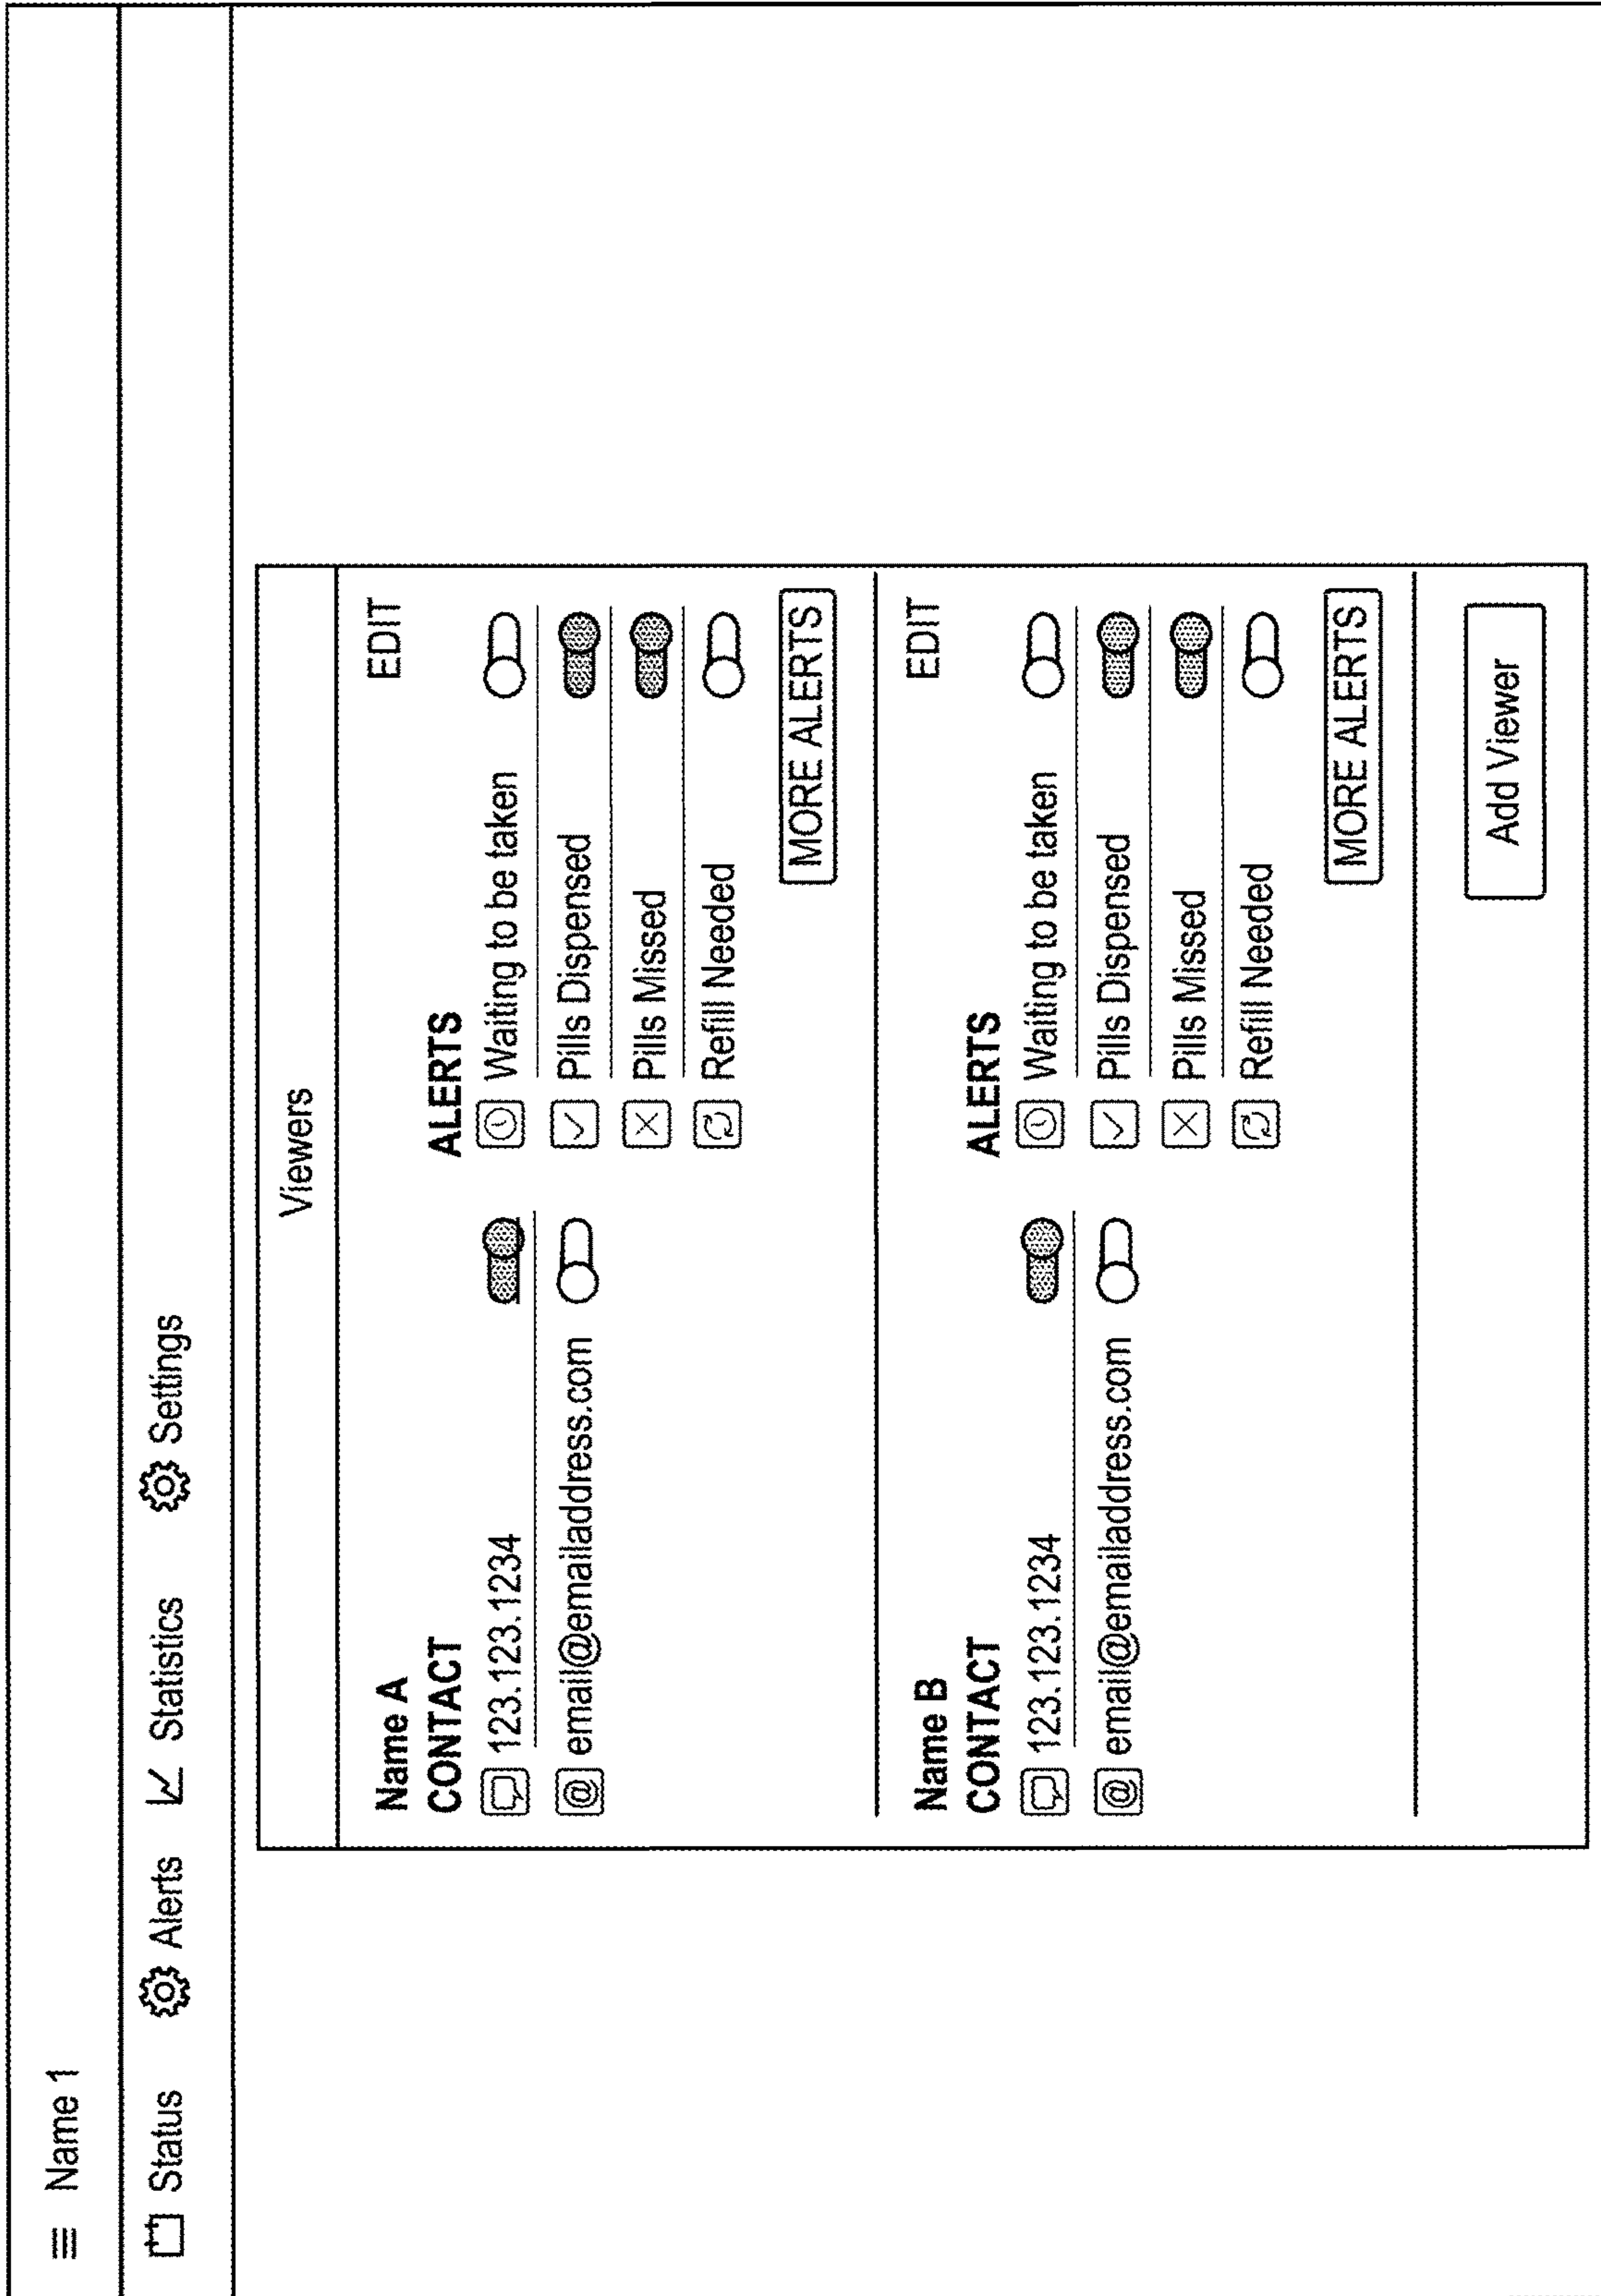 Name 1
Status Alerts Statistics Settings
Viewers
Name A EDIT
CONTACT ALERTS
123.123.1234 Waiting to be taken
@ email@emailaddress.com Pills Dispensed
Pills Missed
Refill Needed
MORE ALERTS
Name B EDIT
CONTACT ALERTS
123.123.1234 Waiting to be taken
@ email@emailaddress.com Pills Dispensed
Pills Missed
Refill Needed
MORE ALERTS
Add Viewer